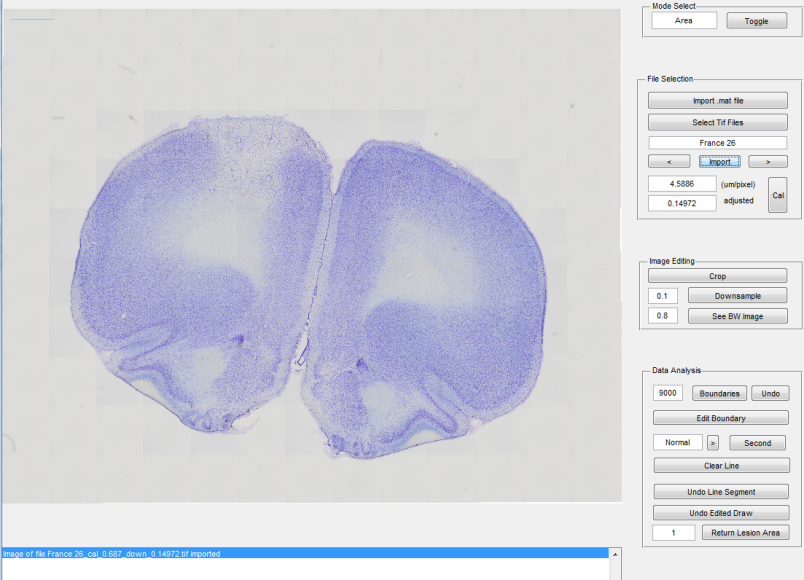 Mode Select
Area Toggle
File Selection
Import .mat file
Select Tif Files
France 26
< Import >
4.5886 (um/pixel) Cal
0.14972 adjusted
Image Editing
Crop
0.1 Downsample
0.8 See BW Image
Data Analysis
9000 Boundaries Undo
Edit Boundary
Normal > Second
Clear Line
Undo Line Segment
Undo Edited Draw
1 Return Lesion Area
Image of file France 26_cal_0.687_down_0.14972.tif imported